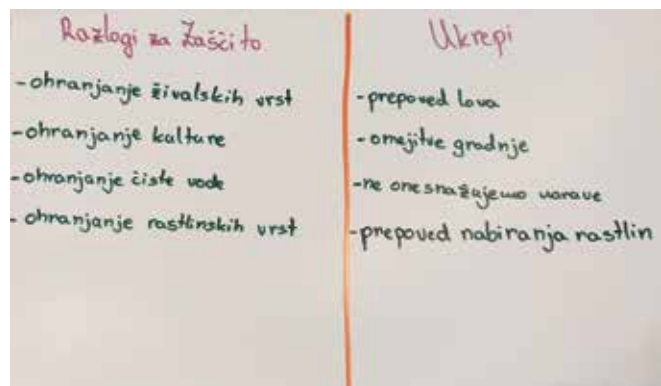 Razlogi za Zaščito
-ohranjanje živalskih vrst
-ohranjanje kulture
-ohranjanje čiste vode
- ohranjanje rastlinskih vrst
Ukrepi
-prepoved lova
-omejitve gradnje
-ne onesnažujemo narave
-prepoved nabiranja rastlin